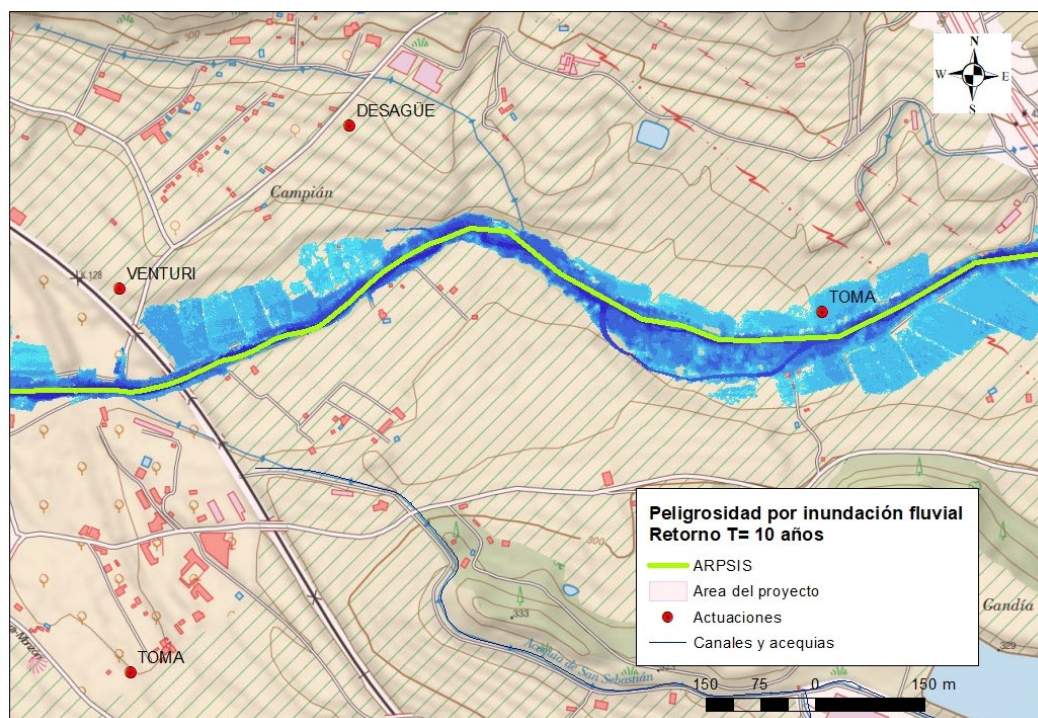 300
N
W
E
S
DESAGÜE
Campián
LK 128
VENTURI
TOMA
Peligrosidad por inundación fluvial
Retorno T= 10 años
ARPSIS
Area del proyecto
Actuaciones
Canales y acequias
300
333
Gandía
329
TOMA
Acequia de San Sebastián
150 75 0 150 m